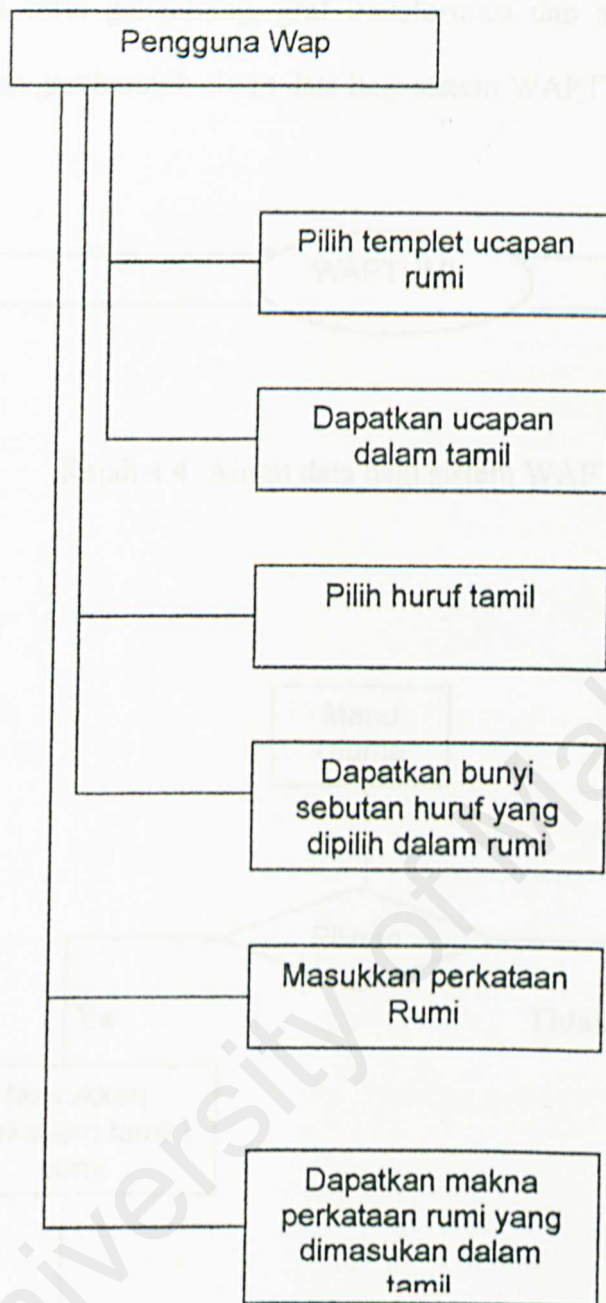 Pengguna Wap
Pilih templet ucapan
rumi
Dapatkan ucapan
dalam tamil
Pilih huruf tamil
Dapatkan bunyi
sebutan huruf yang
dipilih dalam rumi
Masukkan perkataan
Rumi
Dapatkan makna
perkataan rumi yang
dimasukan dalam
tamil